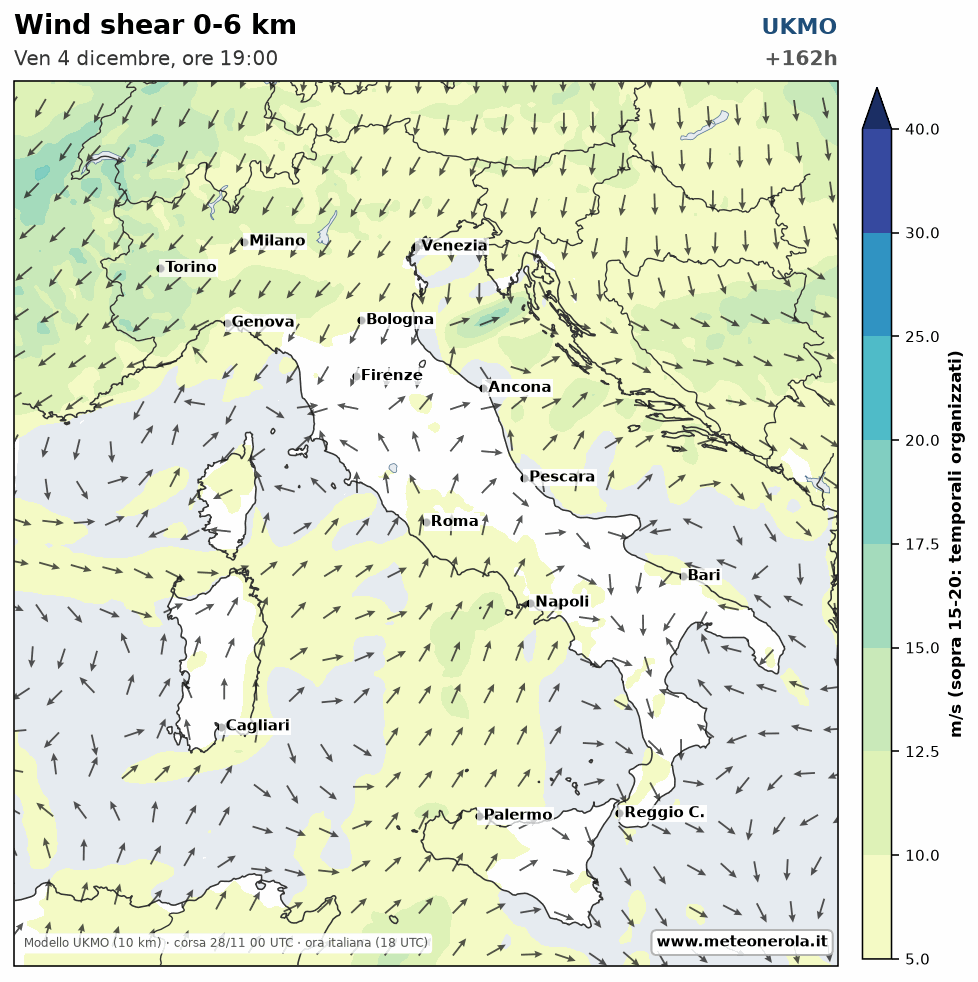 Wind shear 0-6 km
UKMO
Ven 4 dicembre, ore 19:00
+162h
Milano
Venezia
Torino
Genova
Bologna
Firenze
Ancona
Pescara
Roma
Bari
Napoli
Cagliari
Palermo
Reggio C.
Modello UKMO (10 km) · corsa 28/11 00 UTC · ora italiana (18 UTC)
www.meteonerola.it
40.0
30.0
25.0
20.0
17.5
15.0
12.5
10.0
5.0
m/s (sopra 15-20: temporali organizzati)